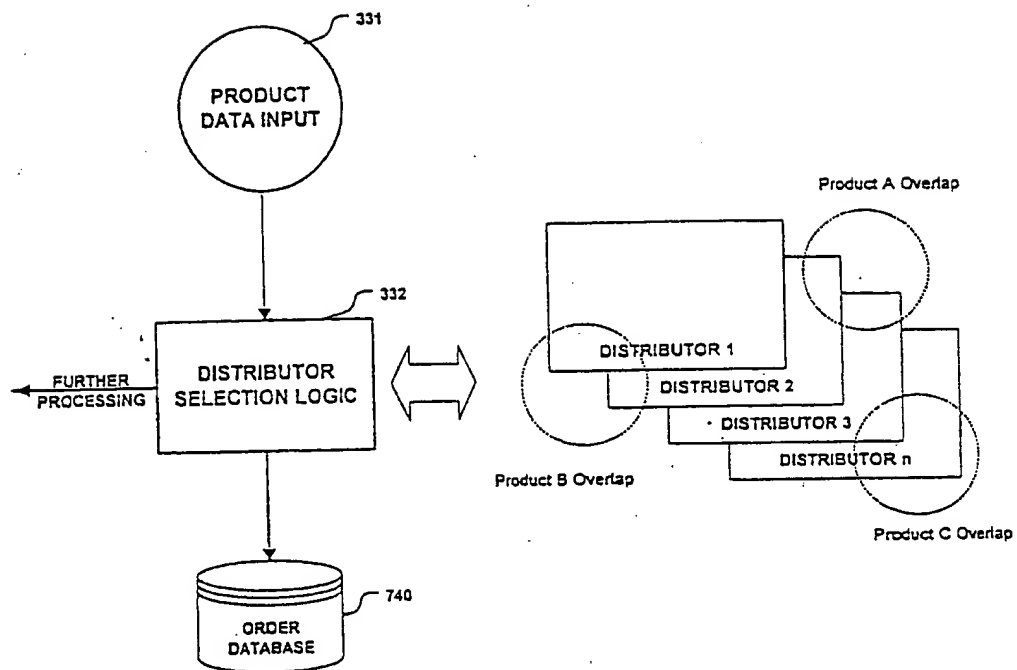 331
PRODUCT
DATA INPUT
Product A Overlap
332
DISTRIBUTOR
SELECTION LOGIC
FURTHER
PROCESSING
DISTRIBUTOR 1
DISTRIBUTOR 2
DISTRIBUTOR 3
DISTRIBUTOR n
Product B Overlap
Product C Overlap
740
ORDER
DATABASE